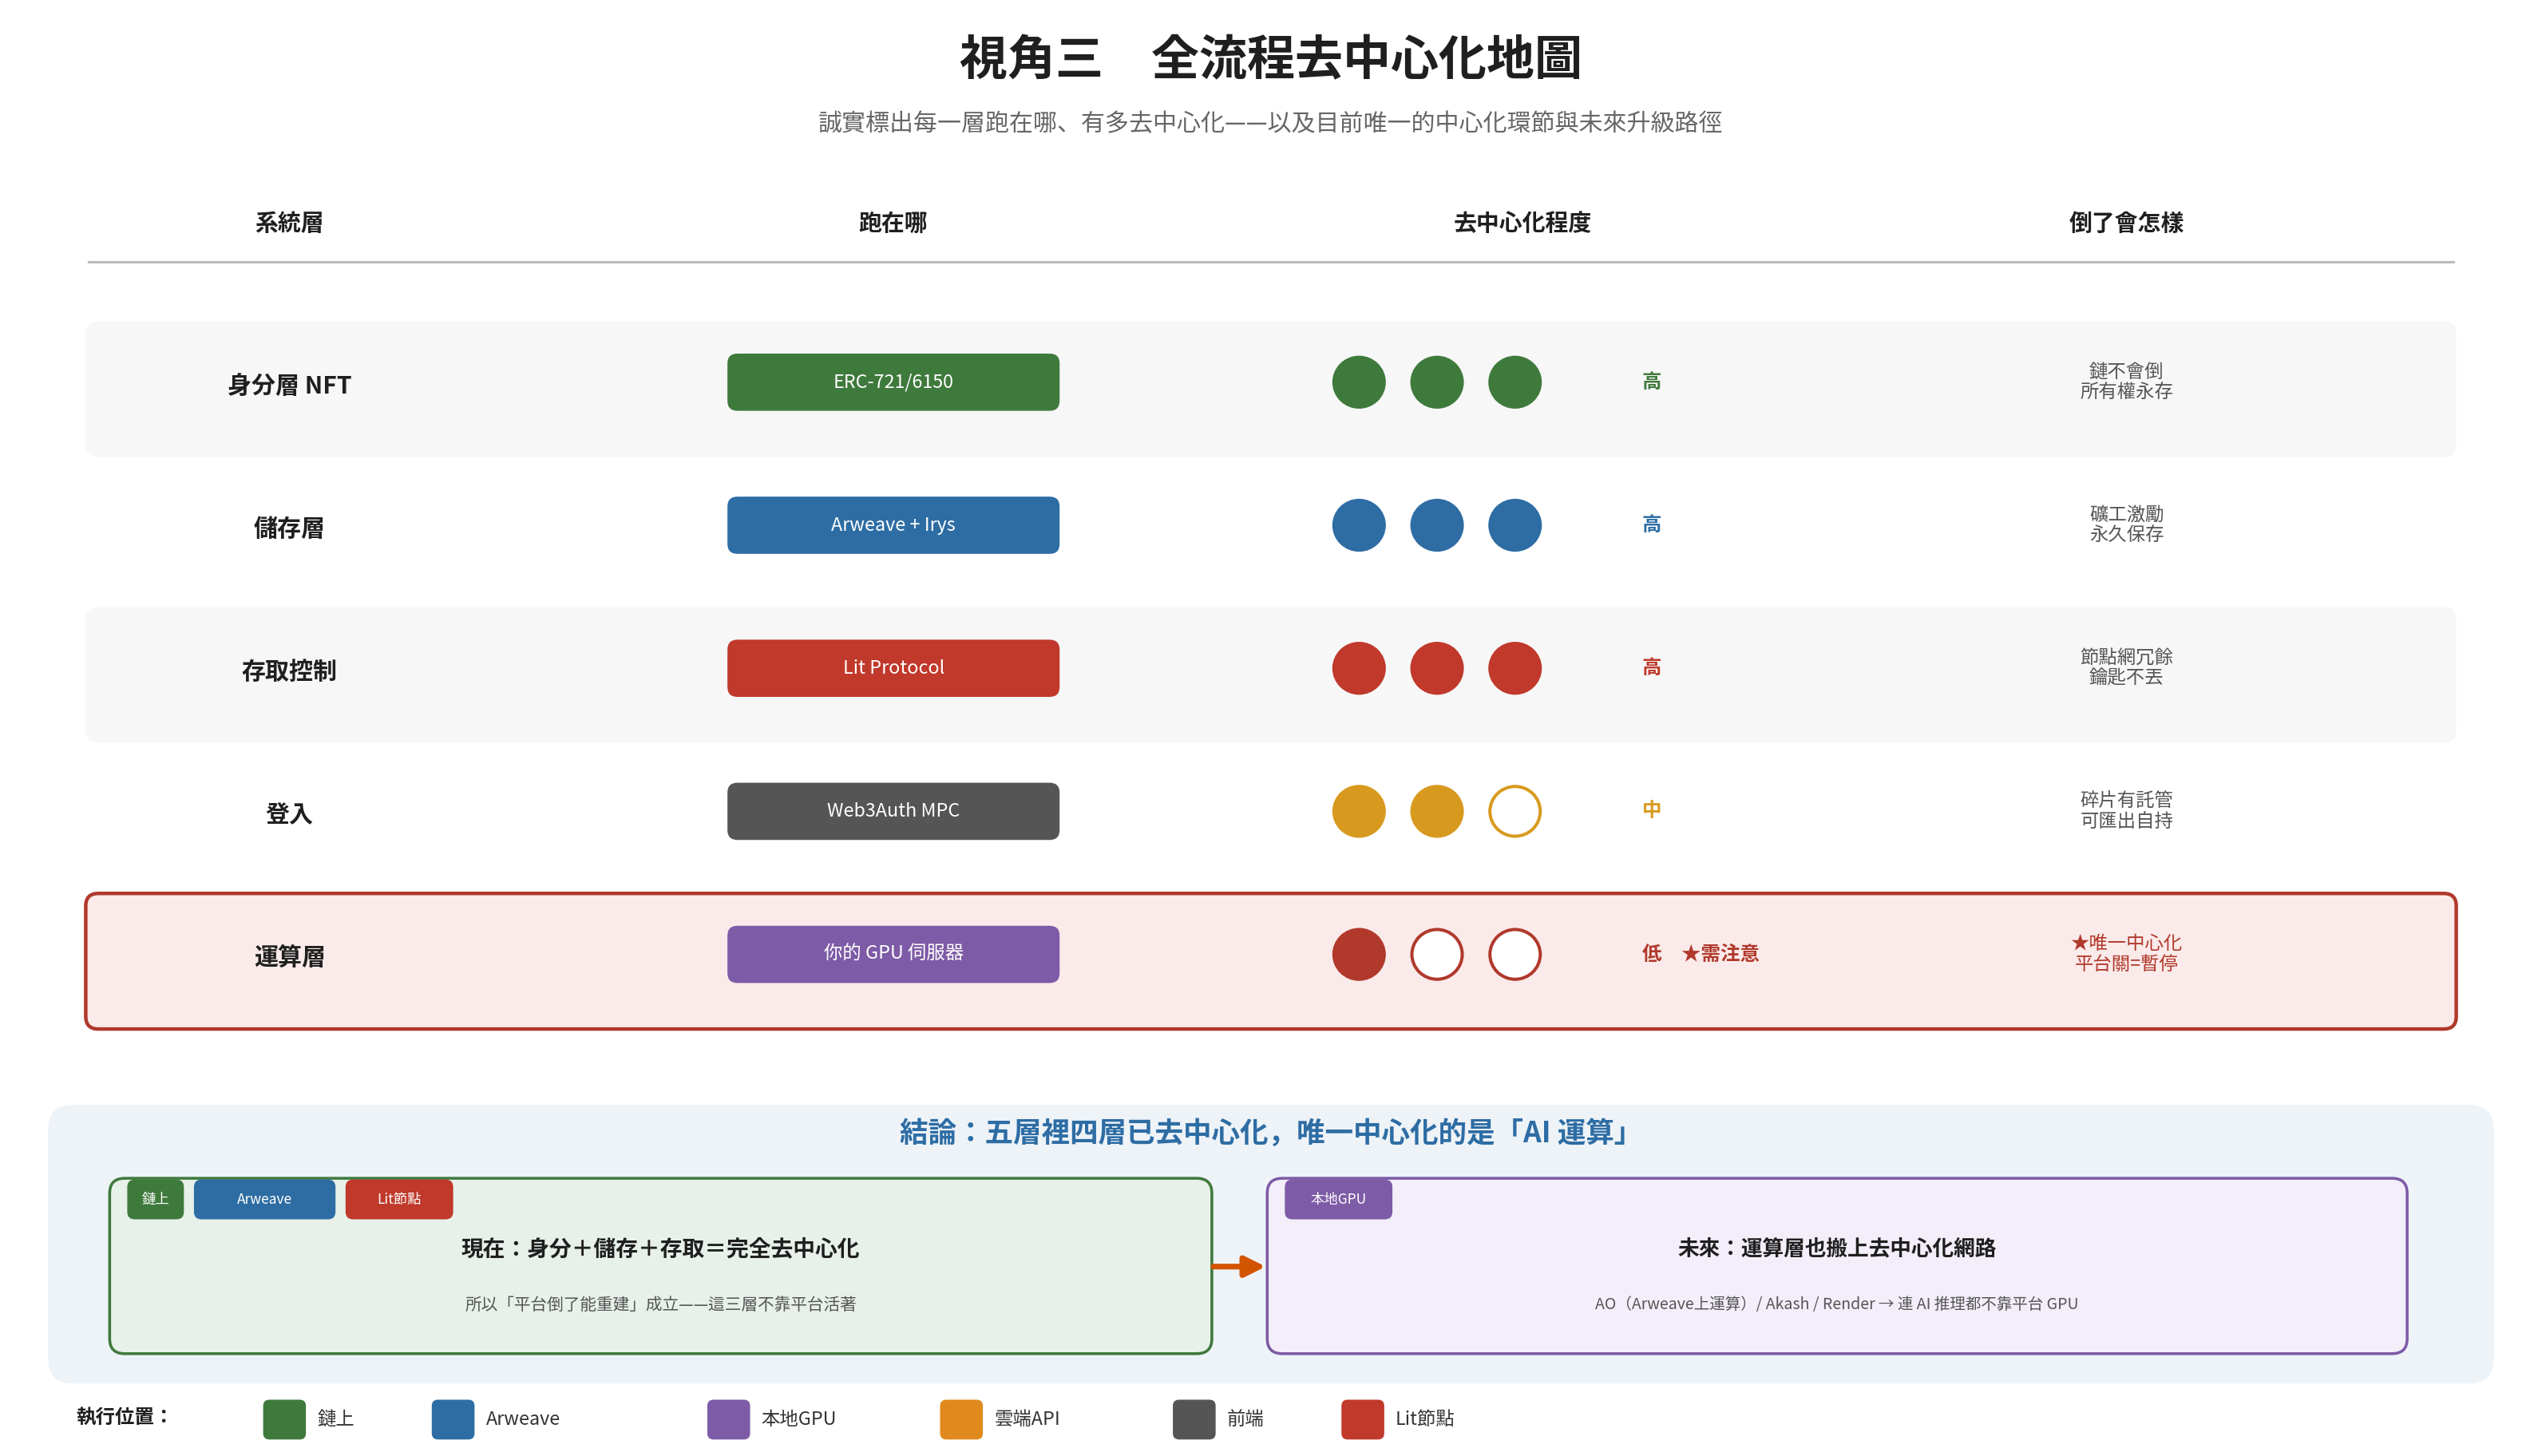 視角三　全流程去中心化地圖
誠實標出每一層跑在哪、有多去中心化——以及目前唯一的中心化環節與未來升級路徑
系統層
跑在哪
去中心化程度
倒了會怎樣
身分層 NFT
ERC-721/6150
高
鏈不會倒
所有權永存
儲存層
Arweave + Irys
高
礦工激勵
永久保存
存取控制
Lit Protocol
高
節點網冗餘
鑰匙不丟
登入
Web3Auth MPC
中
碎片有託管
可匯出自持
運算層
你的 GPU 伺服器
低　★需注意
★唯一中心化
平台關=暫停
結論：五層裡四層已去中心化，唯一中心化的是「AI 運算」
鏈上
Arweave
Lit節點
現在：身分＋儲存＋存取＝完全去中心化
所以「平台倒了能重建」成立——這三層不靠平台活著
本地GPU
未來：運算層也搬上去中心化網路
AO（Arweave上運算）/ Akash / Render → 連 AI 推理都不靠平台 GPU
執行位置：
鏈上
Arweave
本地GPU
雲端API
前端
Lit節點